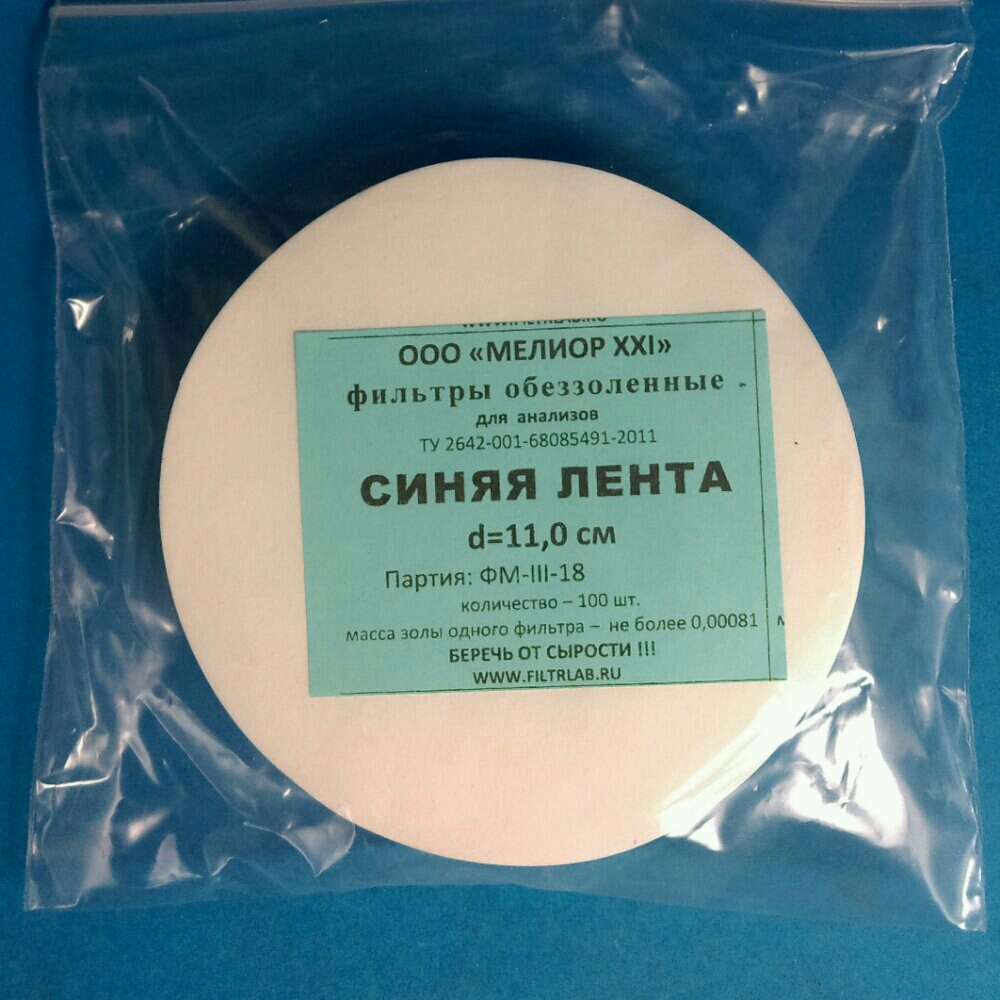 ООО «МЕЛИОР XXI»
фильтры обеззоленные
для анализов
ТУ 2642-001-68085491-2011
СИНЯЯ ЛЕНТА
d=11,0 см
Партия: ФМ-III-18
количество – 100 шт.
масса золы одного фильтра – не более 0,00081
БЕРЕЧЬ ОТ СЫРОСТИ !!!
WWW.FILTRLAB.RU